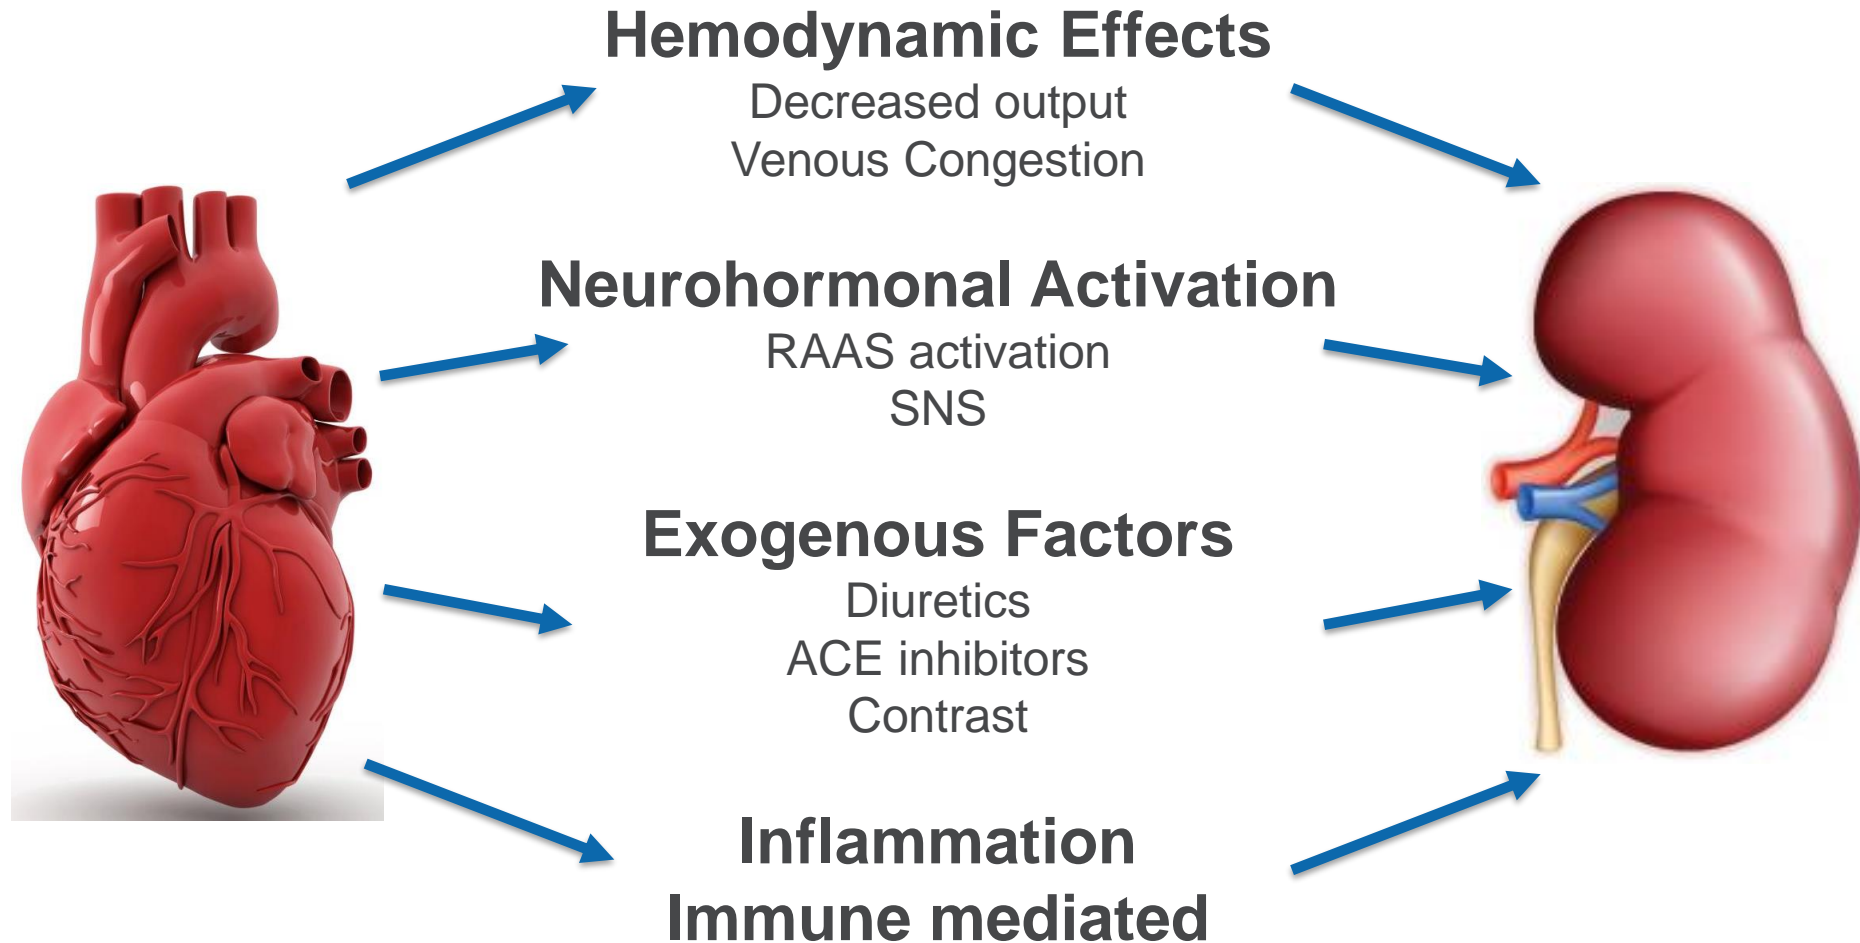 Hemodynamic Effects
Decreased output
Venous Congestion
Neurohormonal Activation
RAAS activation
SNS
Exogenous Factors
Diuretics
ACE inhibitors
Contrast
Inflammation
Immune mediated